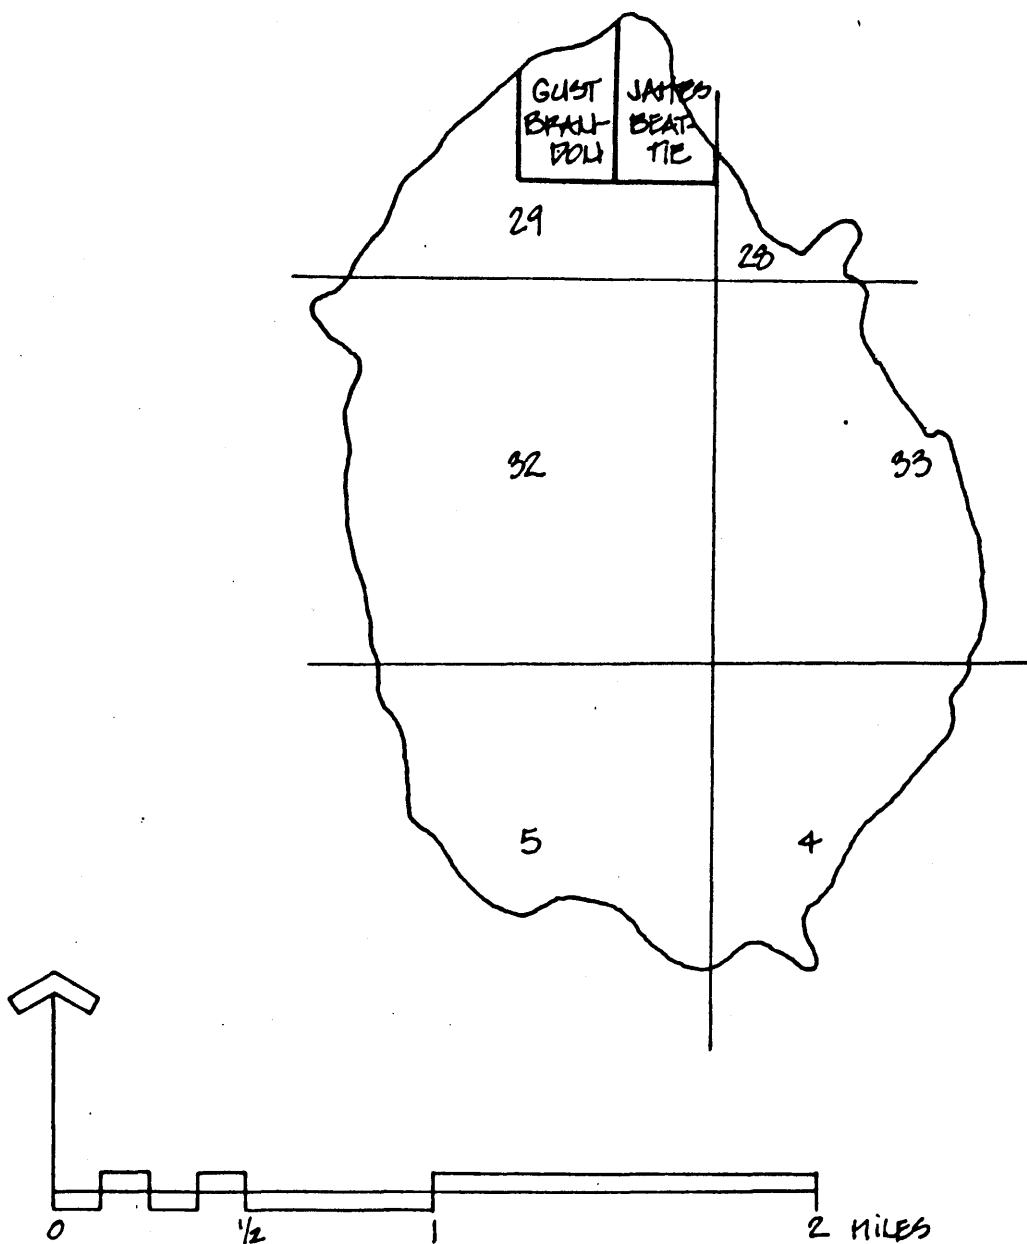 GUST
BRAN-
DON
JAMES
BEAT-
TIE
29
28
32
33
5
4
0 1/2 1 2 MILES